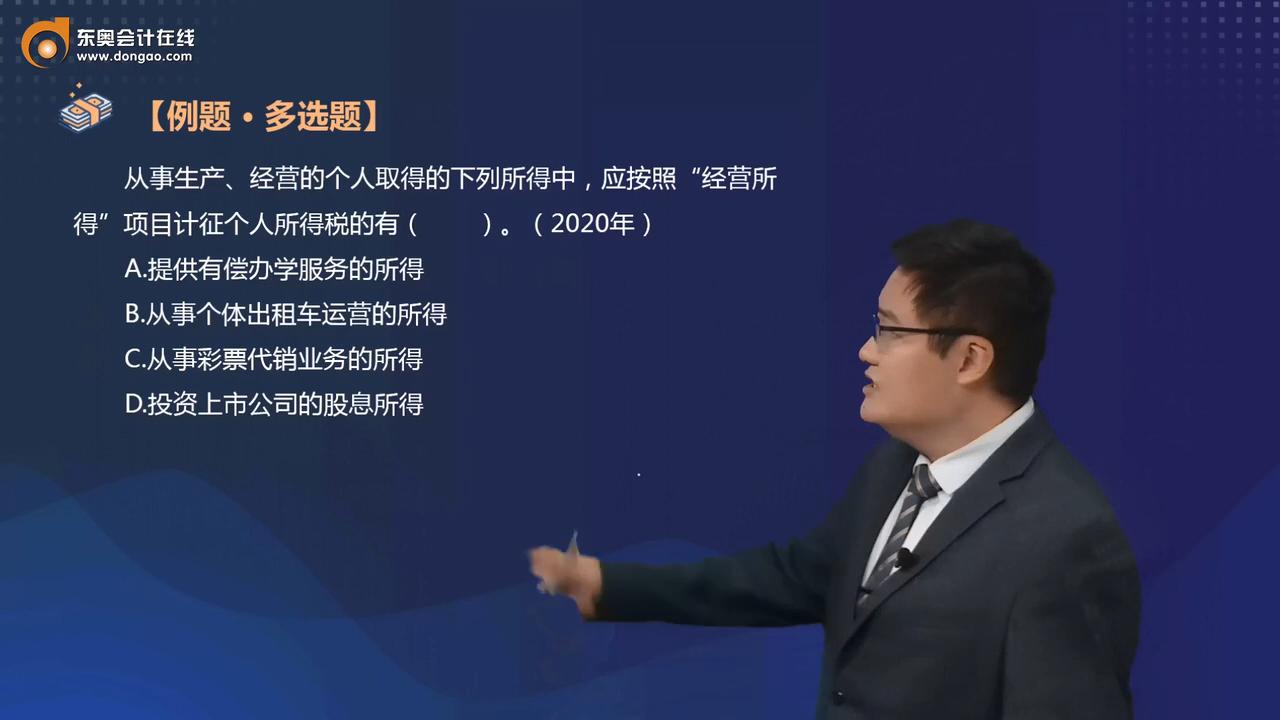 东奥会计在线
www.dongao.com
【例题·多选题】
从事生产、经营的个人取得的下列所得中，应按照“经营所
得”项目计征个人所得税的有（　　）。（2020年）
A.提供有偿办学服务的所得
B.从事个体出租车运营的所得
C.从事彩票代销业务的所得
D.投资上市公司的股息所得